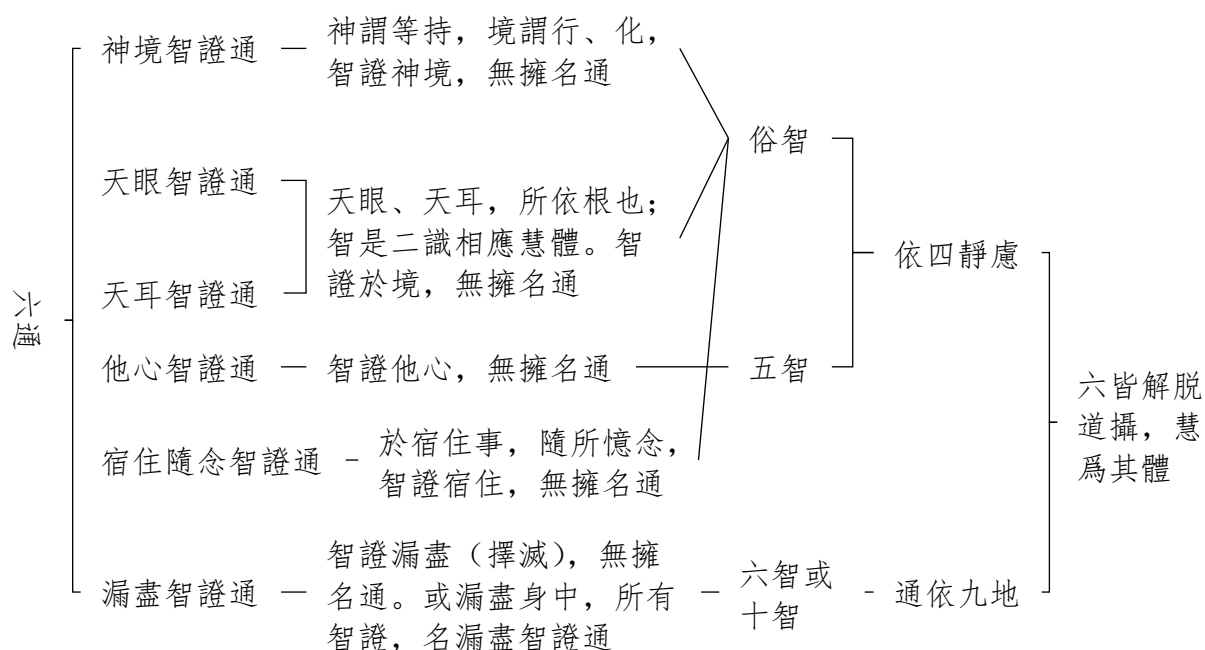 六通
神境智證通
神謂等持，境謂行、化，
智證神境，無擁名通
天眼智證通
天耳智證通
天眼、天耳，所依根也；
智是二識相應慧體。智
證於境，無擁名通
他心智證通
智證他心，無擁名通
宿住隨念智證通
於宿住事，隨所憶念，
智證宿住，無擁名通
漏盡智證通
智證漏盡（擇滅），無擁
名通。或漏盡身中，所有
智證，名漏盡智證通
俗智
五智
六智或
十智
依四靜慮
通依九地
六皆解脱
道攝，慧
爲其體